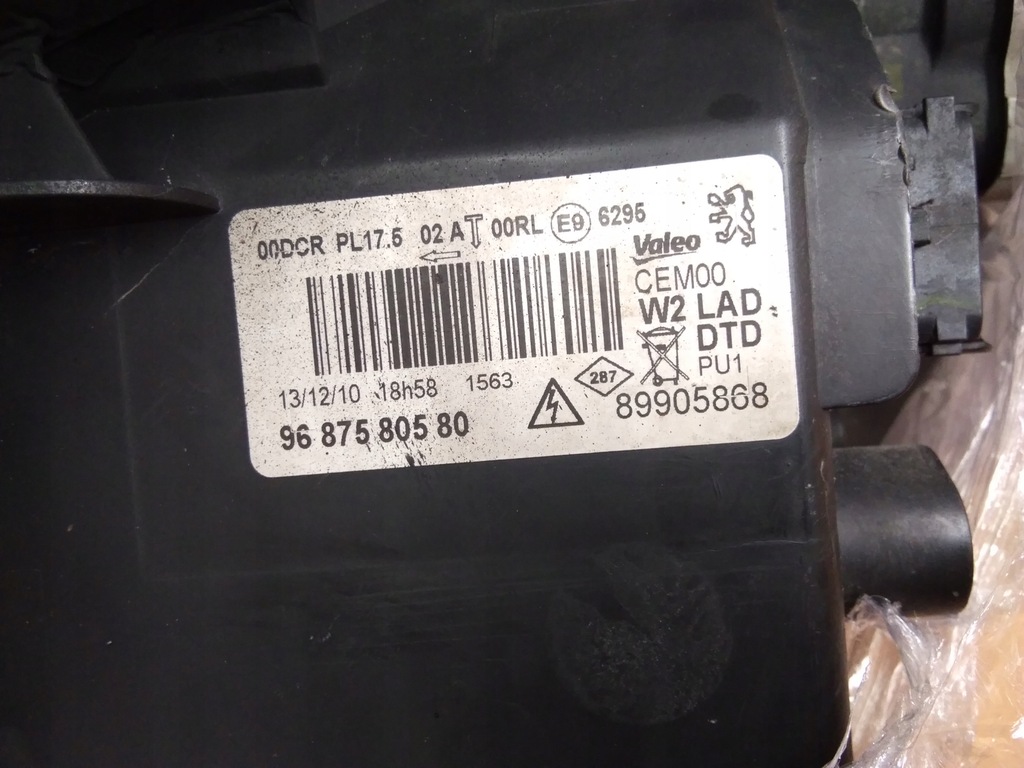 00DCR PL17.5 02 A 00RL E9 6295
Valeo
CEM00
W2 LAD
DTD
PU1
13/12/10 18h58 1563
287
96 875 805 80
89905868